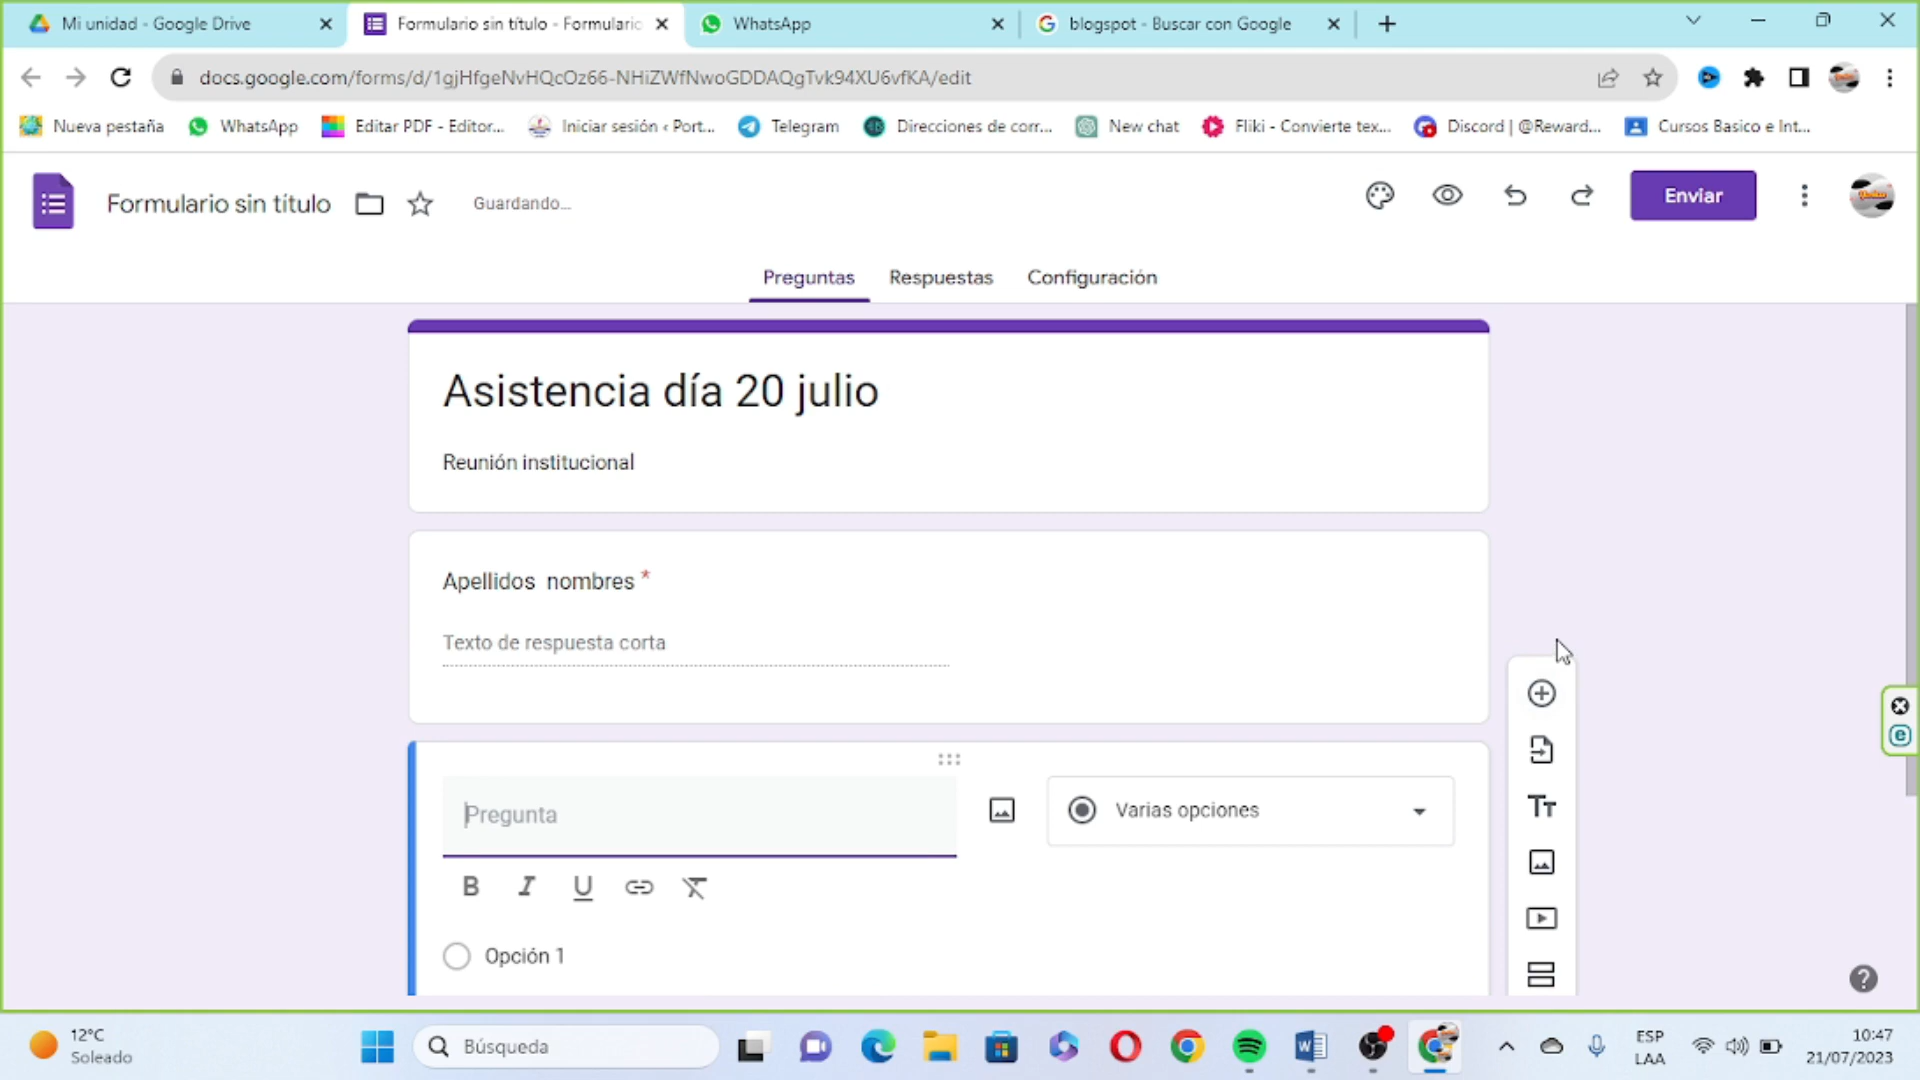 Mi unidad - Google Drive
Formulario sin título - Formulario
WhatsApp
blogspot - Buscar con Google
docs.google.com/forms/d/1gjHfgeNvHQcOz66-NHiZWfNwoGDDAQgTvk94XU6vfKA/edit
Nueva pestaña
WhatsApp
Editar PDF - Editor...
Iniciar sesión ‹ Port...
Telegram
Direcciones de corr...
New chat
Fliki - Convierte tex...
Discord | @Reward...
Cursos Basico e Int...
Formulario sin título
Guardando...
Enviar
Preguntas
Respuestas
Configuración
Asistencia día 20 julio
Reunión institucional
Apellidos  nombres *
Texto de respuesta corta
Pregunta
Varias opciones
B I U
Opción 1
12°C
Soleado
Búsqueda
ESP
LAA
10:47
21/07/2023